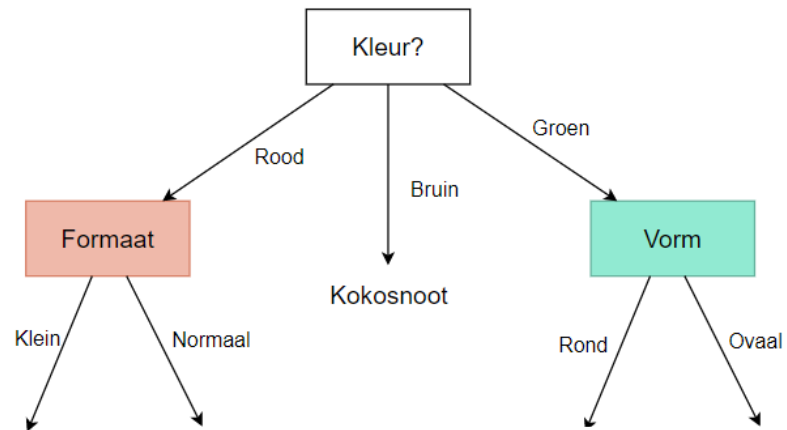 Kleur?
Groen
Rood
Bruin
Formaat
Vorm
Kokosnoot
Klein
Normaal
Rond
Ovaal